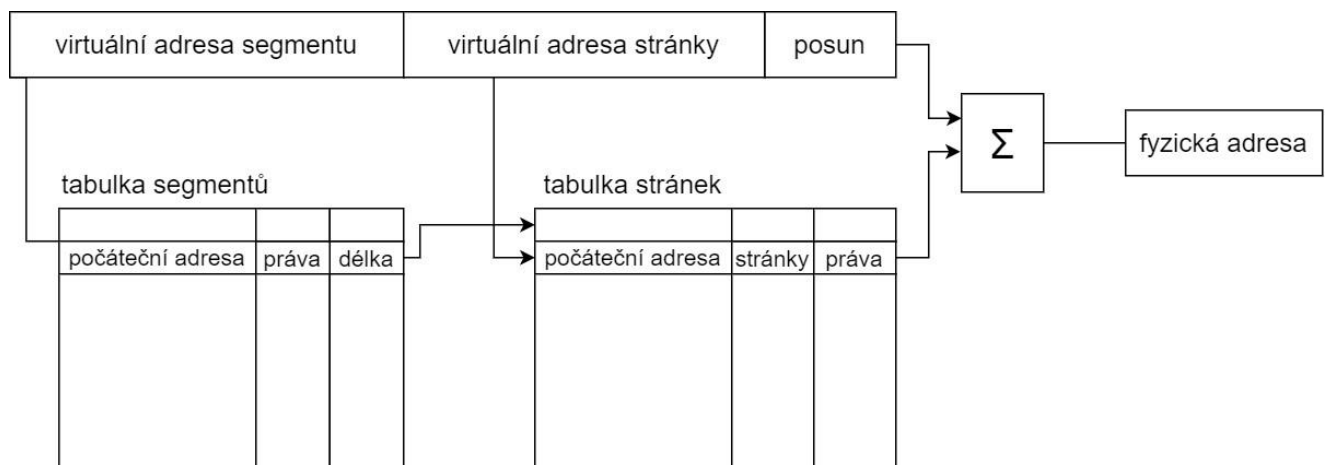 virtuální adresa segmentu virtuální adresa stránky posun
Σ fyzická adresa
tabulka segmentů tabulka stránek
počáteční adresa práva délka počáteční adresa stránky práva